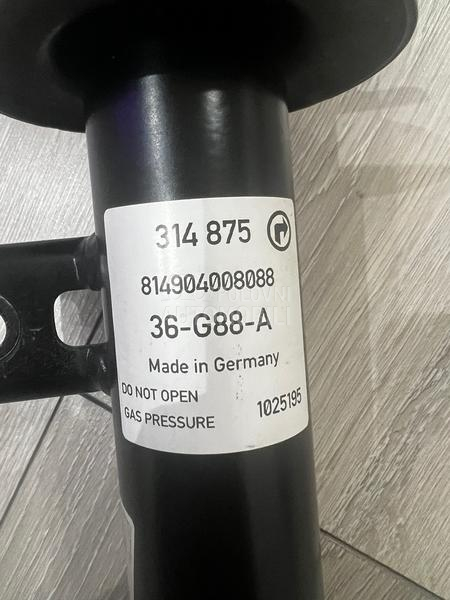 314 875
814904008088
36-G88-A
Made in Germany
DO NOT OPEN
GAS PRESSURE
1025195